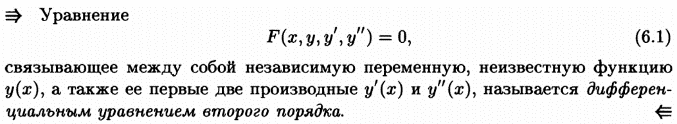 ⇛ Уравнение
F(x, y, y′, y″) = 0, (6.1)
связывающее между собой независимую переменную, неизвестную функцию
y(x), а также ее первые две производные y′(x) и y″(x), называется дифферен-
циальным уравнением второго порядка. ⇚